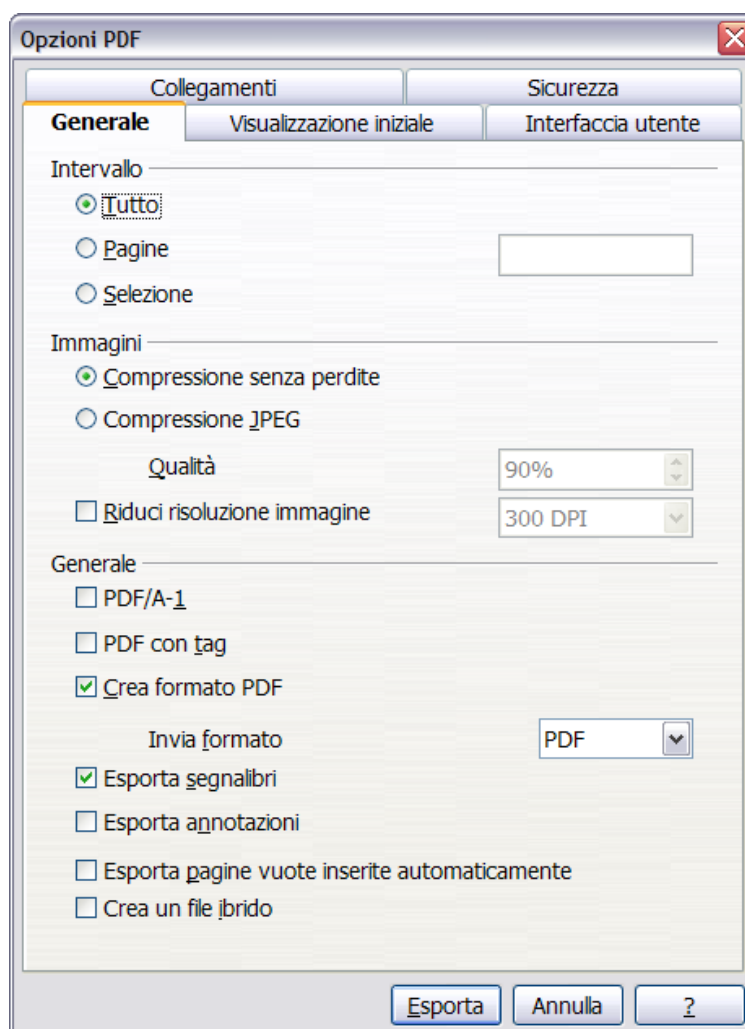 Opzioni PDF
Collegamenti Sicurezza
Generale Visualizzazione iniziale Interfaccia utente
Intervallo
Tutto
Pagine
Selezione
Immagini
Compressione senza perdite
Compressione JPEG
Qualità 90%
Riduci risoluzione immagine 300 DPI
Generale
PDF/A-1
PDF con tag
Crea formato PDF
Invia formato PDF
Esporta segnalibri
Esporta annotazioni
Esporta pagine vuote inserite automaticamente
Crea un file ibrido
Esporta Annulla ?